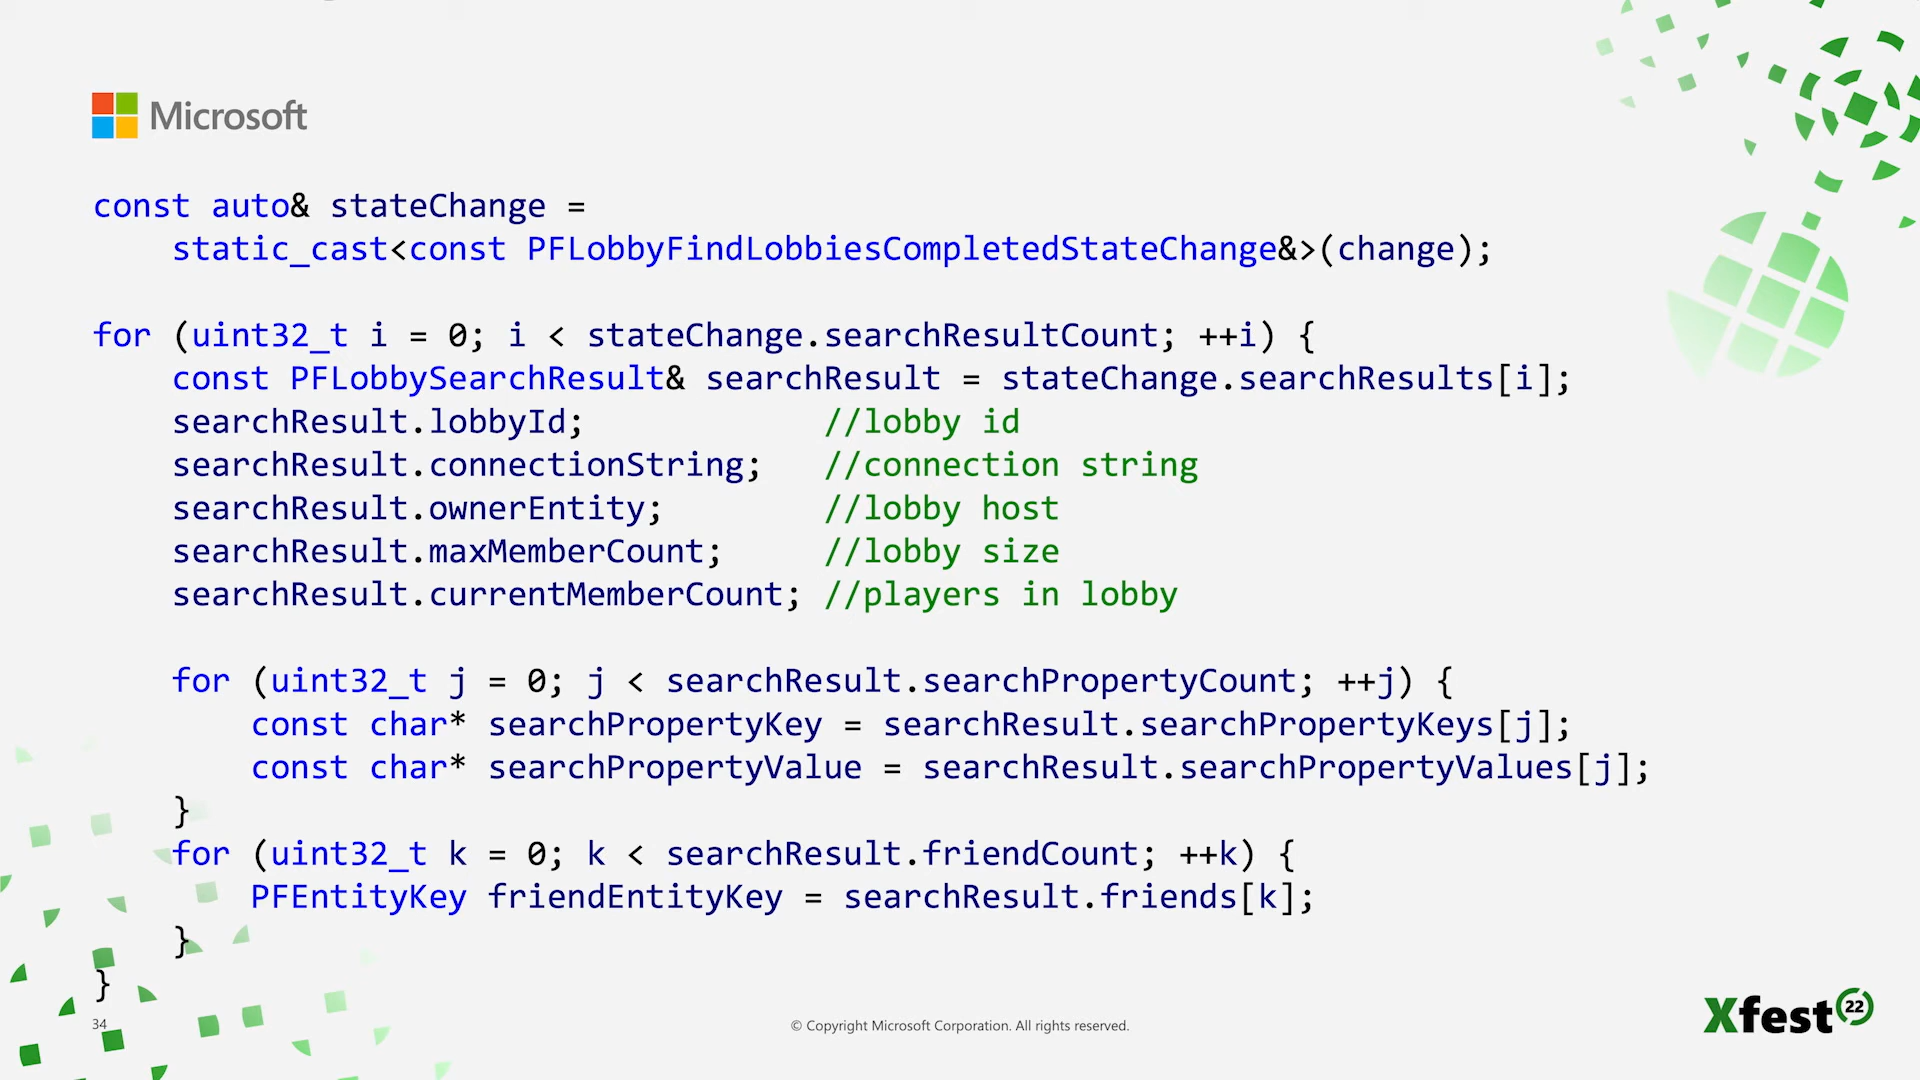 Microsoft
const auto& stateChange =
    static_cast<const PFLobbyFindLobbiesCompletedStateChange&>(change);
for (uint32_t i = 0; i < stateChange.searchResultCount; ++i) {
    const PFLobbySearchResult& searchResult = stateChange.searchResults[i];
    searchResult.lobbyId;            //lobby id
    searchResult.connectionString;   //connection string
    searchResult.ownerEntity;        //lobby host
    searchResult.maxMemberCount;     //lobby size
    searchResult.currentMemberCount; //players in lobby
    for (uint32_t j = 0; j < searchResult.searchPropertyCount; ++j) {
        const char* searchPropertyKey = searchResult.searchPropertyKeys[j];
        const char* searchPropertyValue = searchResult.searchPropertyValues[j];
    }
    for (uint32_t k = 0; k < searchResult.friendCount; ++k) {
        PFEntityKey friendEntityKey = searchResult.friends[k];
    }
}
34
© Copyright Microsoft Corporation. All rights reserved.
Xfest 22